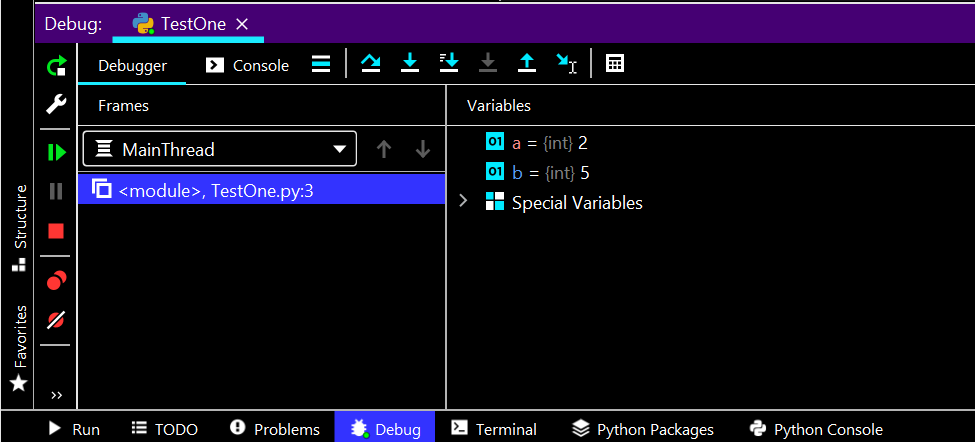 Debug: TestOne
Debugger Console
Frames
Variables
MainThread
<module>, TestOne.py:3
01 a = {int} 2
01 b = {int} 5
Special Variables
Structure
Favorites
Run TODO Problems Debug Terminal Python Packages Python Console